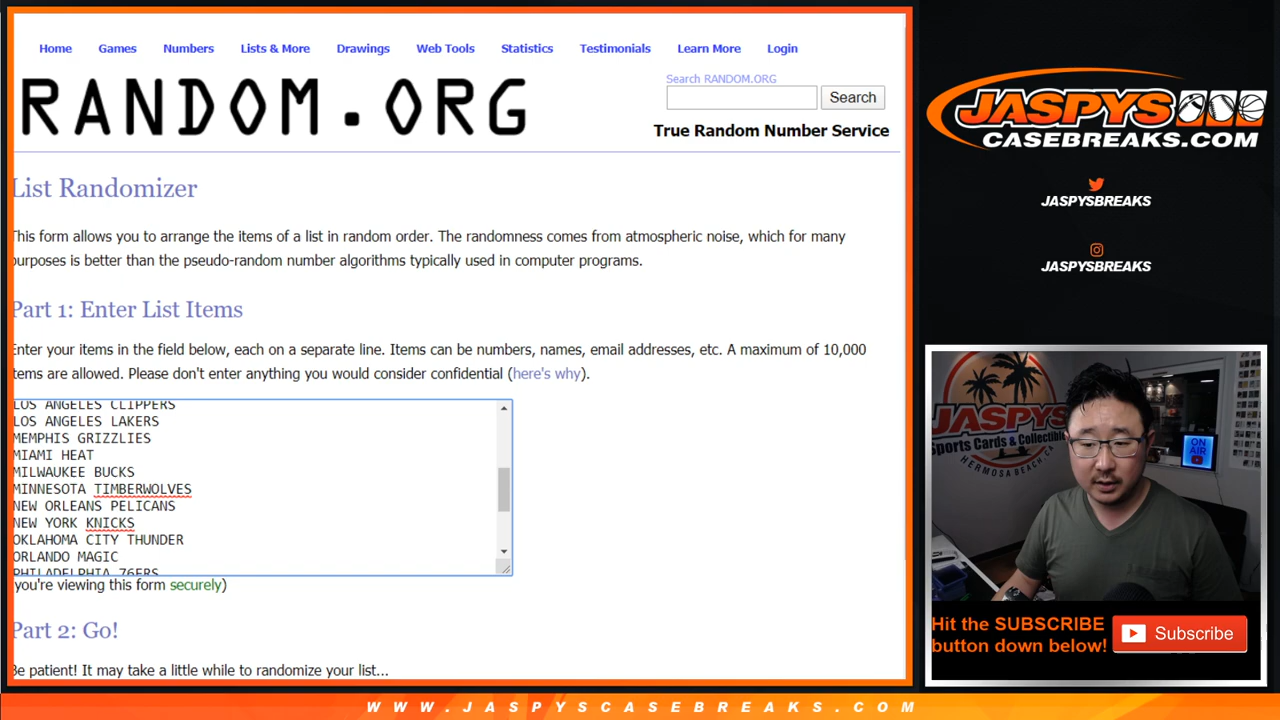 Home Games Numbers Lists & More Drawings Web Tools Statistics Testimonials Learn More Login
RANDOM.ORG
Search RANDOM.ORG
Search
True Random Number Service
List Randomizer
This form allows you to arrange the items of a list in random order. The randomness comes from atmospheric noise, which for many
purposes is better than the pseudo-random number algorithms typically used in computer programs.
Part 1: Enter List Items
Enter your items in the field below, each on a separate line. Items can be numbers, names, email addresses, etc. A maximum of 10,000
items are allowed. Please don't enter anything you would consider confidential (here's why).
LOS ANGELES CLIPPERS
LOS ANGELES LAKERS
MEMPHIS GRIZZLIES
MIAMI HEAT
MILWAUKEE BUCKS
MINNESOTA TIMBERWOLVES
NEW ORLEANS PELICANS
NEW YORK KNICKS
OKLAHOMA CITY THUNDER
ORLANDO MAGIC
PHILADELPHIA 76ERS
you're viewing this form securely)
Part 2: Go!
Be patient! It may take a little while to randomize your list...
JASPYS
CASEBREAKS.COM
JASPYSBREAKS
JASPYSBREAKS
JASPYS
Sports Cards & Collectible
HERMOSA BEACH, CA
ON
AIR
Hit the SUBSCRIBE
button down below!
Subscribe
WWW.JASPYSCASEBREAKS.COM